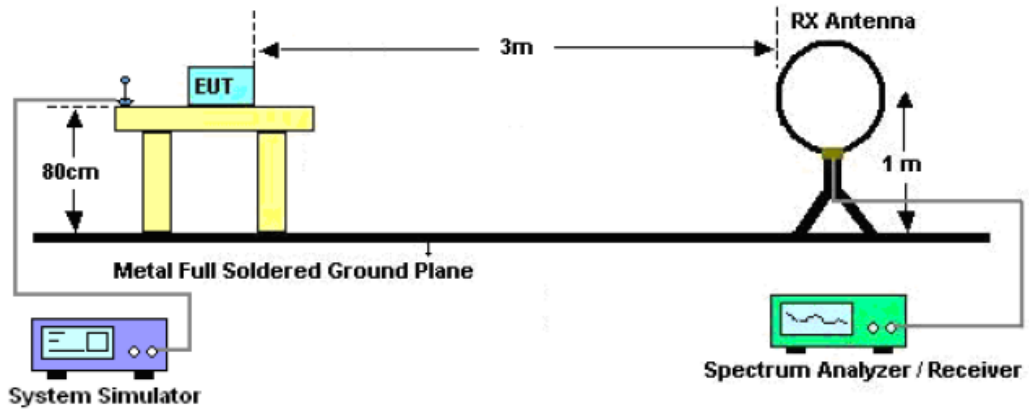 RX Antenna
3m
EUT
80cm
1 m
Metal Full Soldered Ground Plane
System Simulator
Spectrum Analyzer / Receiver